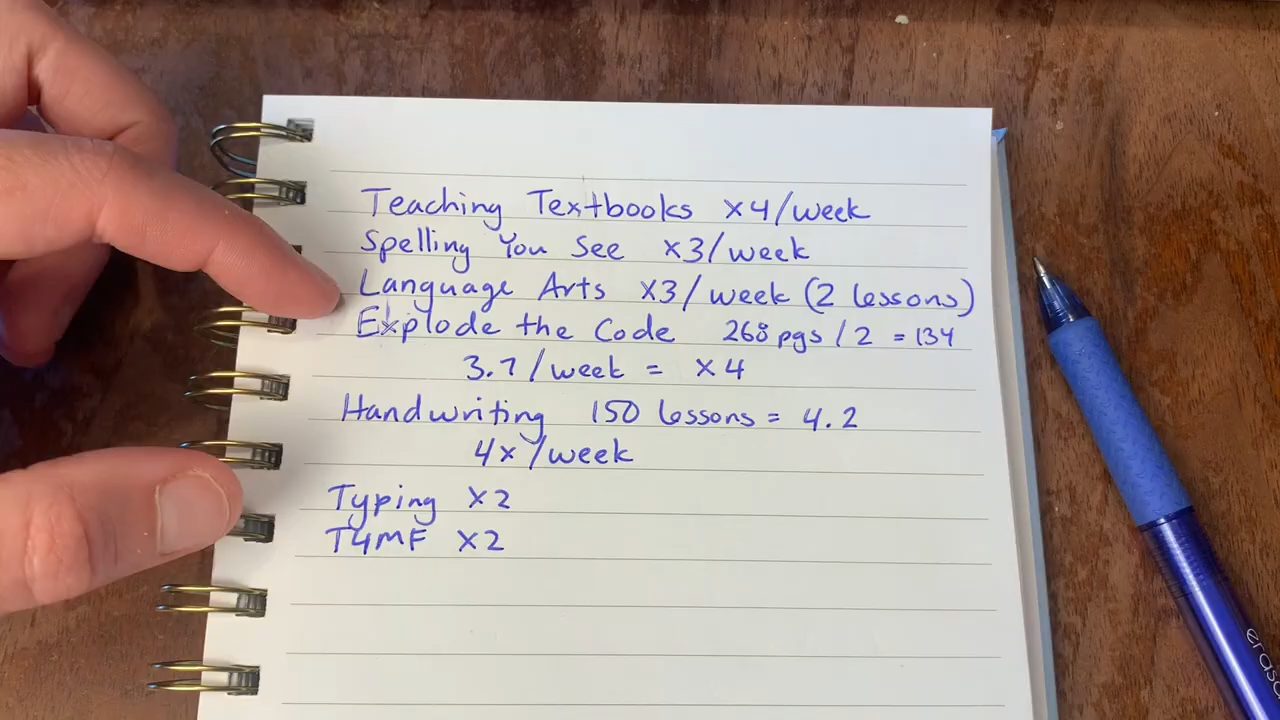 Teaching Textbooks x4/week
Spelling You See x3/week
Language Arts x3/week (2 lessons)
Explode the Code 268 pgs/2 = 134
3.7/week = x4
Handwriting 150 lessons = 4.2
4x/week
Typing x2
T4MF x2
erasa